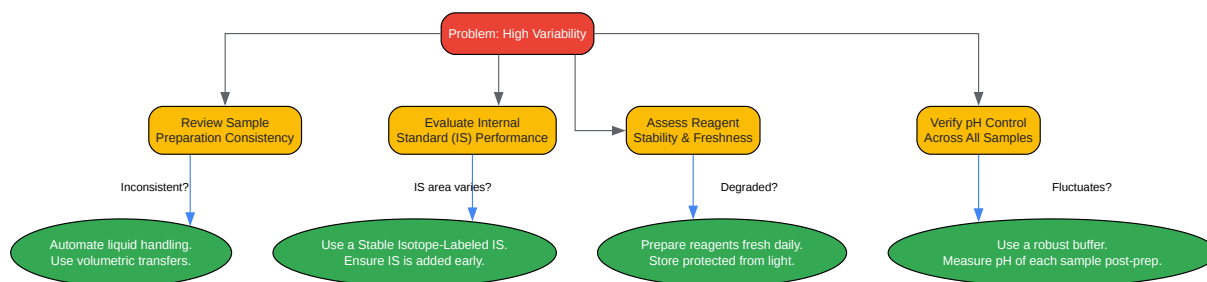 Problem: High Variability
Review Sample
Preparation Consistency
Evaluate Internal
Standard (IS) Performance
Assess Reagent
Stability & Freshness
Verify pH Control
Across All Samples
Inconsistent?
IS area varies?
Degraded?
Fluctuates?
Automate liquid handling.
Use volumetric transfers.
Use a Stable Isotope-Labeled IS.
Ensure IS is added early.
Prepare reagents fresh daily.
Store protected from light.
Use a robust buffer.
Measure pH of each sample post-prep.